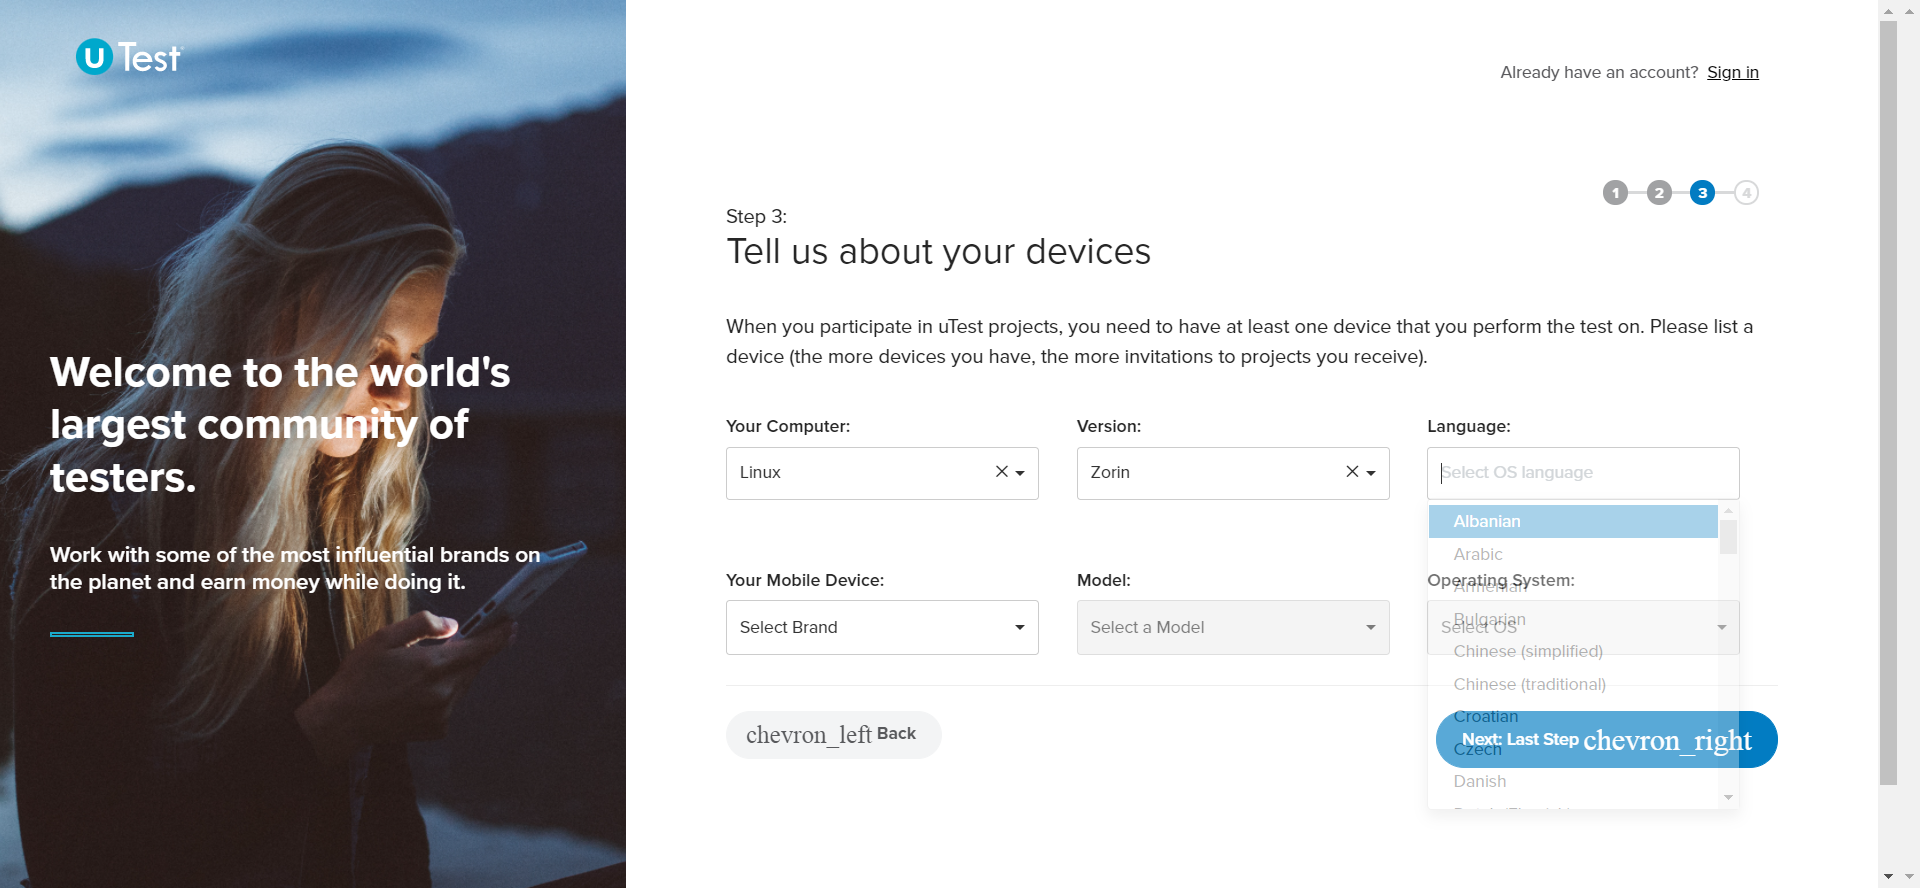 U Test
Already have an account? Sign in
1 2 3 4
Step 3:
Tell us about your devices
When you participate in uTest projects, you need to have at least one device that you perform the test on. Please list a
device (the more devices you have, the more invitations to projects you receive).
Welcome to the world's
largest community of
testers.
Work with some of the most influential brands on
the planet and earn money while doing it.
Your Computer: Version: Language:
Linux Zorin Select OS language
Albanian
Arabic
Armenian
Your Mobile Device: Model: Operating System:
Bulgarian
Select Brand Select a Model Select OS
Chinese (simplified)
Chinese (traditional)
Croatian
chevron_left Back Next: Last Step chevron_right
Czech
Danish